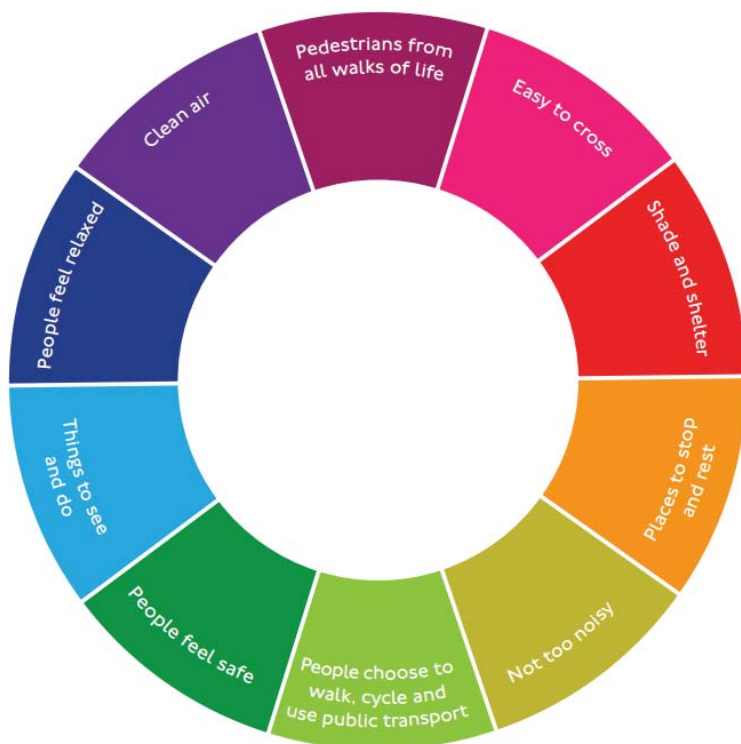 Pedestrians from
all walks of life
Easy to cross
Shade and shelter
Places to stop
and rest
Not too noisy
People choose to
walk, cycle and
use public transport
People feel safe
Things to see
and do
People feel relaxed
Clean air